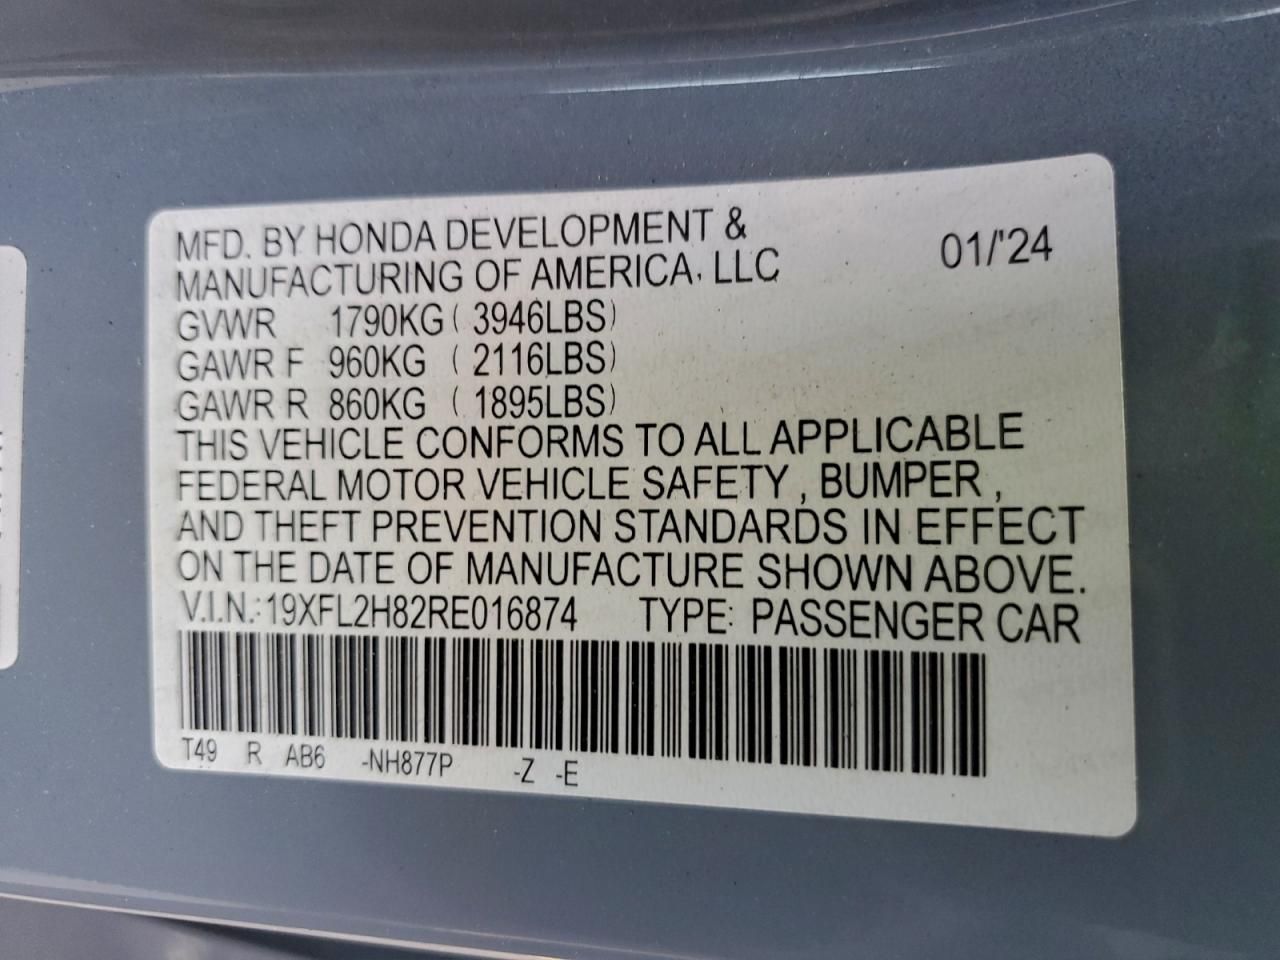 MFD. BY HONDA DEVELOPMENT & 01/'24
MANUFACTURING OF AMERICA, LLC
GVWR 1790KG ( 3946LBS)
GAWR F 960KG ( 2116LBS)
GAWR R 860KG ( 1895LBS)
THIS VEHICLE CONFORMS TO ALL APPLICABLE
FEDERAL MOTOR VEHICLE SAFETY , BUMPER ,
AND THEFT PREVENTION STANDARDS IN EFFECT
ON THE DATE OF MANUFACTURE SHOWN ABOVE.
V.I.N.: 19XFL2H82RE016874 TYPE: PASSENGER CAR
T49 R AB6 -NH877P -Z -E